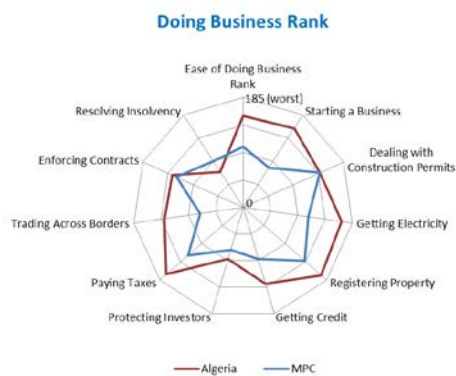 Doing Business Rank
Ease of Doing Business
Rank
185 (worst)
Starting a Business
Resolving Insolvency
Dealing with
Construction Permits
Enforcing Contracts
0
Trading Across Borders
Getting Electricity
Paying Taxes
Registering Property
Protecting Investors
Getting Credit
Algeria
MPC